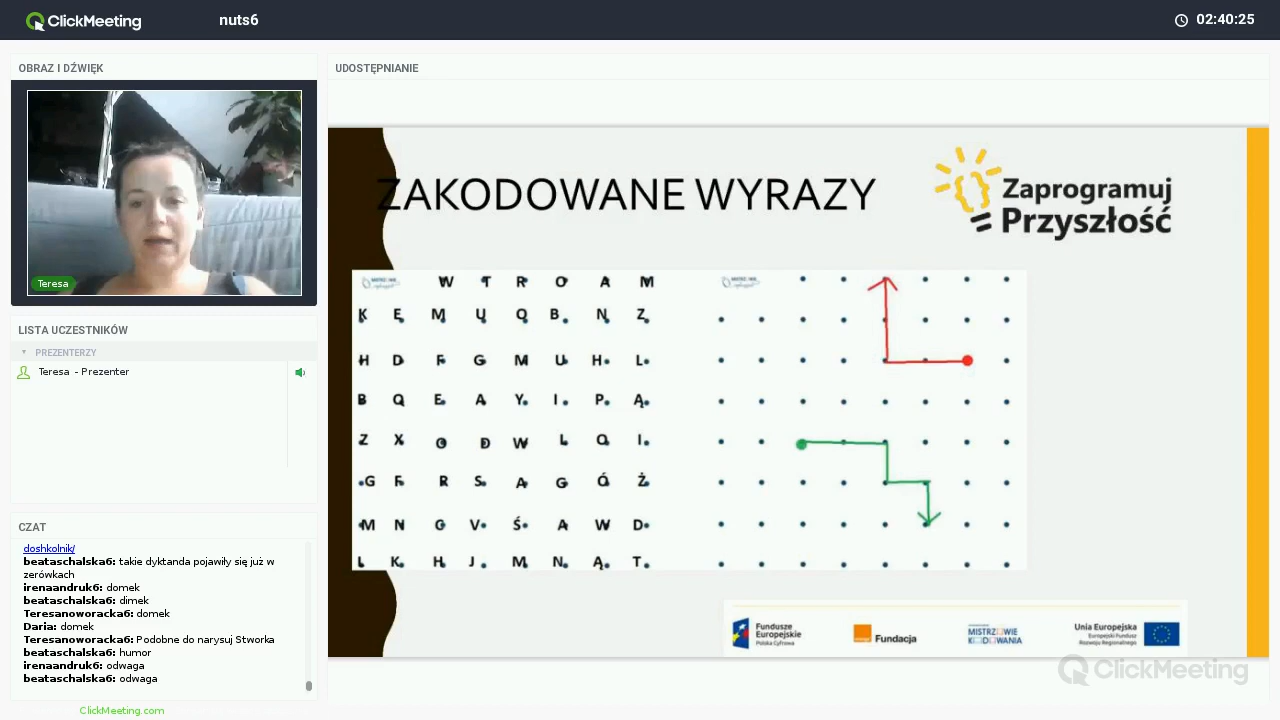 ClickMeeting
nuts6
02:40:25
OBRAZ I DŹWIĘK
Teresa
LISTA UCZESTNIKÓW
PREZENTERZY
Teresa - Prezenter
CZAT
doshkolnik/
beataschalska6: takie dyktanda pojawiły się już w
zerówkach
irenaandruk6: domek
beataschalska6: dimek
Teresanoworacka6: domek
Daria: domek
Teresanoworacka6: Podobne do narysuj Stworka
beataschalska6: humor
irenaandruk6: odwaga
beataschalska6: odwaga
ClickMeeting.com
UDOSTĘPNIANIE
ZAKODOWANE WYRAZY
Zaprogramuj
Przyszłość
W T R O A M
K E M U O B N Z
H D F G M U H L
B Q E A Y I P Ą
Z X O D W L O I
G F R S A G Ó Ż
M N G V Ś A W D
L K H J M N Ą T
Fundusze
Europejskie
Polska Cyfrowa
Fundacja
MISTRZOWIE
KODOWANIA
Unia Europejska
Europejski Fundusz
Rozwoju Regionalnego
ClickMeeting